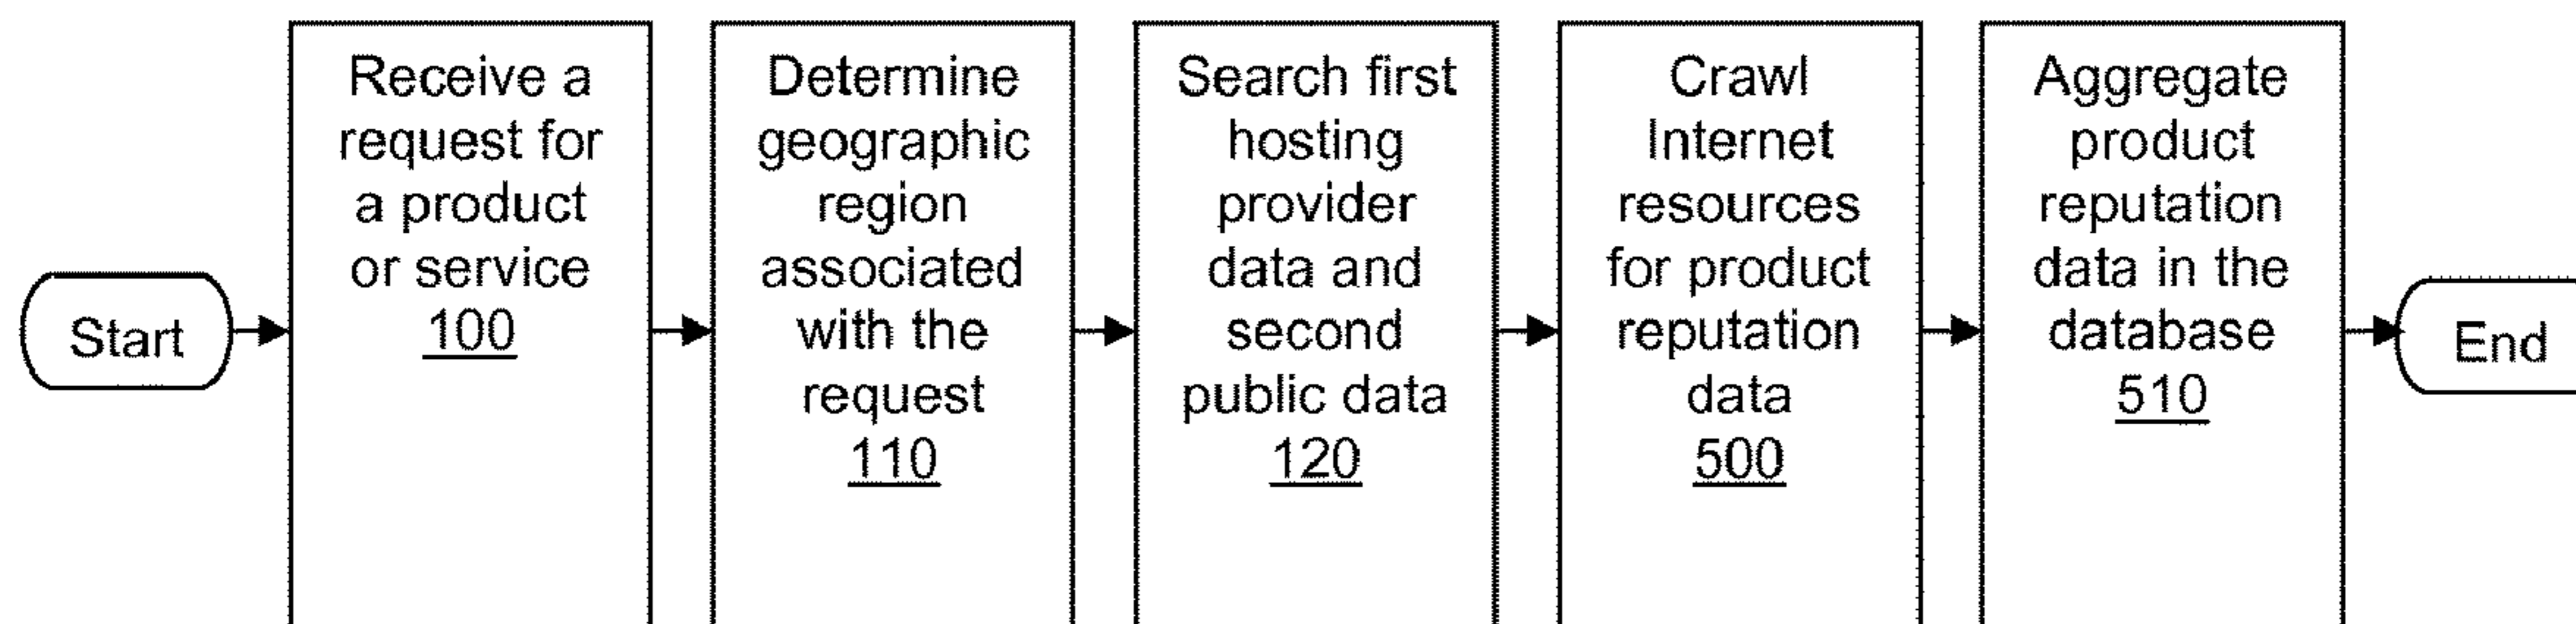 Start
Receive a
request for
a product
or service
100
Determine
geographic
region
associated
with the
request
110
Search first
hosting
provider
data and
second
public data
120
Crawl
Internet
resources
for product
reputation
data
500
Aggregate
product
reputation
data in the
database
510
End